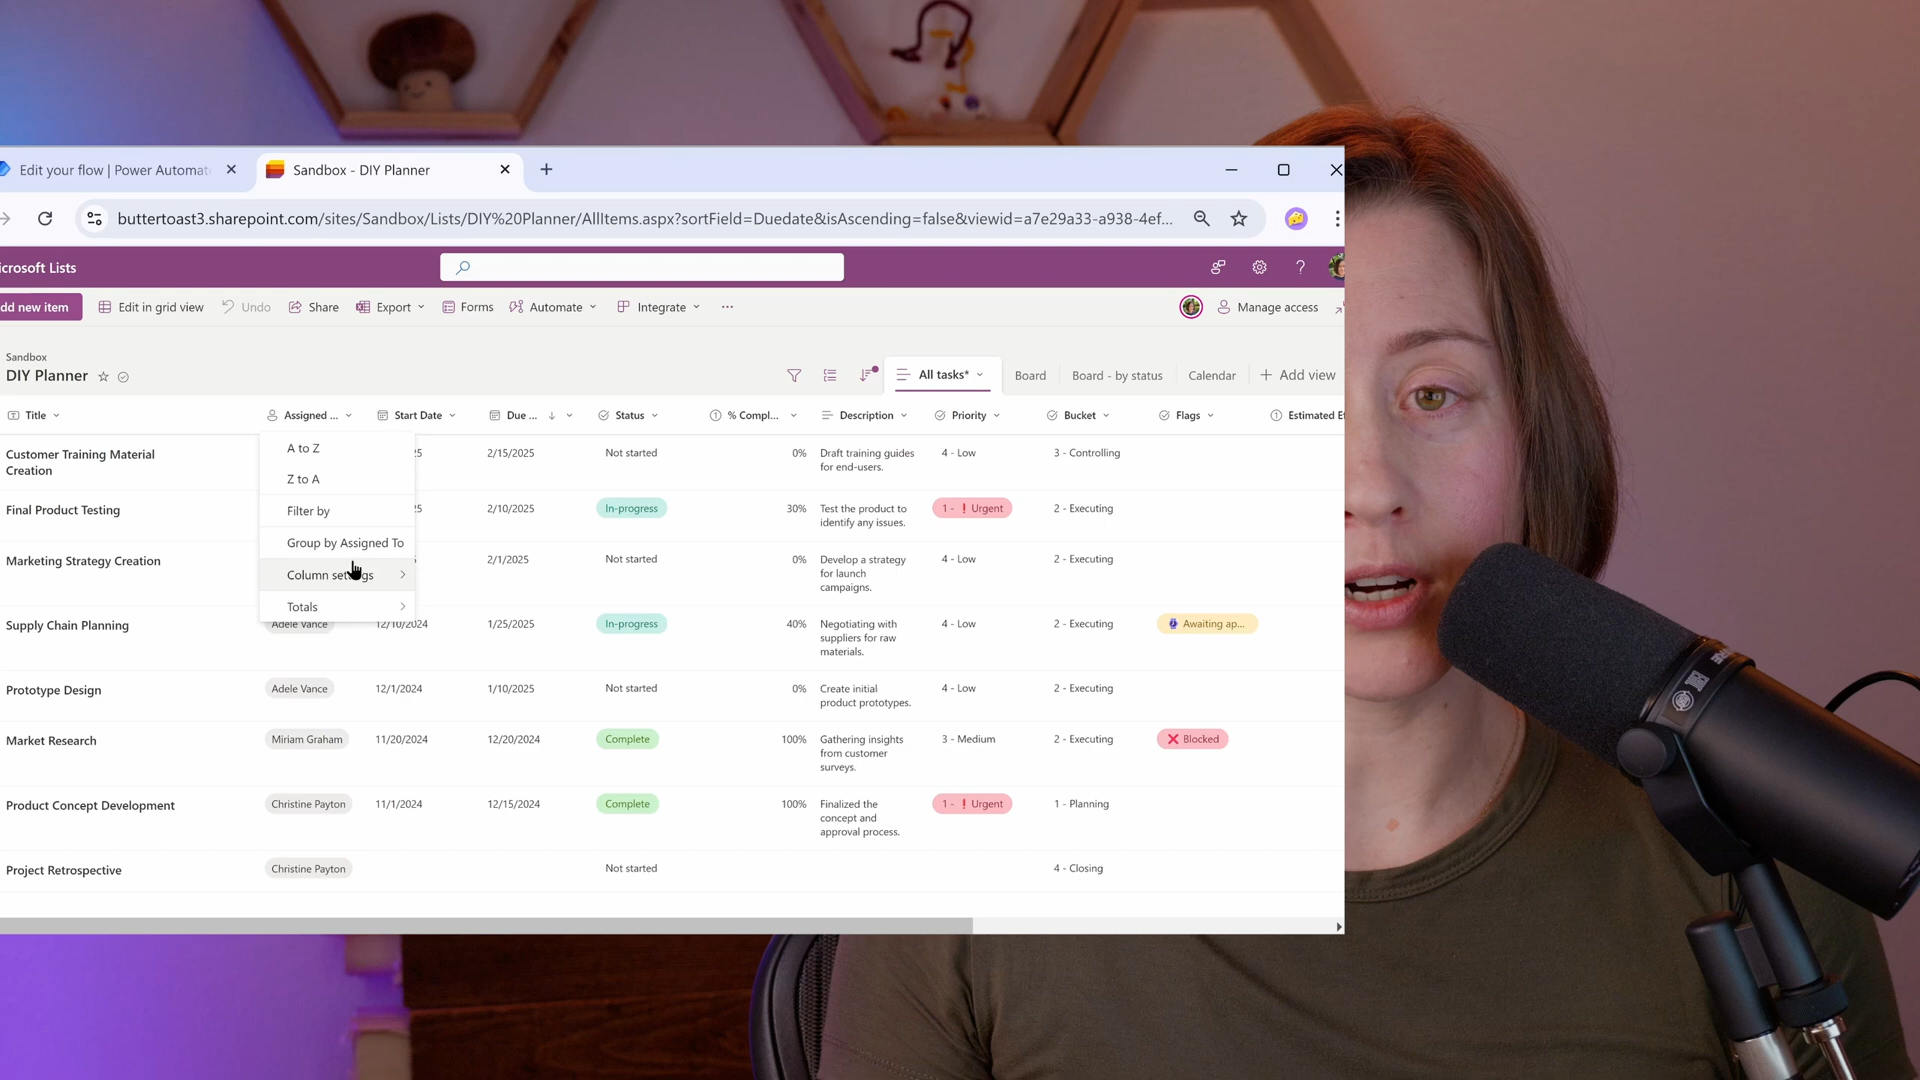 Edit your flow | Power Automat
Sandbox - DIY Planner
buttertoast3.sharepoint.com/sites/Sandbox/Lists/DIY%20Planner/AllItems.aspx?sortField=Duedate&isAscending=false&viewid=a7e29a33-a938-4ef...
icrosoft Lists
dd new item
Edit in grid view
Undo
Share
Export
Forms
Automate
Integrate
Manage access
Sandbox
DIY Planner
All tasks*
Board
Board - by status
Calendar
Add view
Title
Assigned ...
Start Date
Due ...
Status
% Compl...
Description
Priority
Bucket
Flags
Estimated Ef
A to Z
Z to A
Filter by
Group by Assigned To
Totals
Customer Training Material
Creation
25
2/15/2025
Not started
0%
Draft training guides
for end-users.
4 - Low
3 - Controlling
Final Product Testing
25
2/10/2025
In-progress
30%
Test the product to
identify any issues.
1 - ❗ Urgent
2 - Executing
Marketing Strategy Creation
2/1/2025
Not started
0%
Develop a strategy
for launch
campaigns.
4 - Low
2 - Executing
Supply Chain Planning
Adele Vance
12/10/2024
1/25/2025
In-progress
40%
Negotiating with
suppliers for raw
materials.
4 - Low
2 - Executing
Awaiting ap...
Prototype Design
Adele Vance
12/1/2024
1/10/2025
Not started
0%
Create initial
product prototypes.
4 - Low
2 - Executing
Market Research
Miriam Graham
11/20/2024
12/20/2024
Complete
100%
Gathering insights
from customer
surveys.
3 - Medium
2 - Executing
❌ Blocked
Product Concept Development
Christine Payton
11/1/2024
12/15/2024
Complete
100%
Finalized the
concept and
approval process.
1 - ❗ Urgent
1 - Planning
Project Retrospective
Christine Payton
Not started
4 - Closing